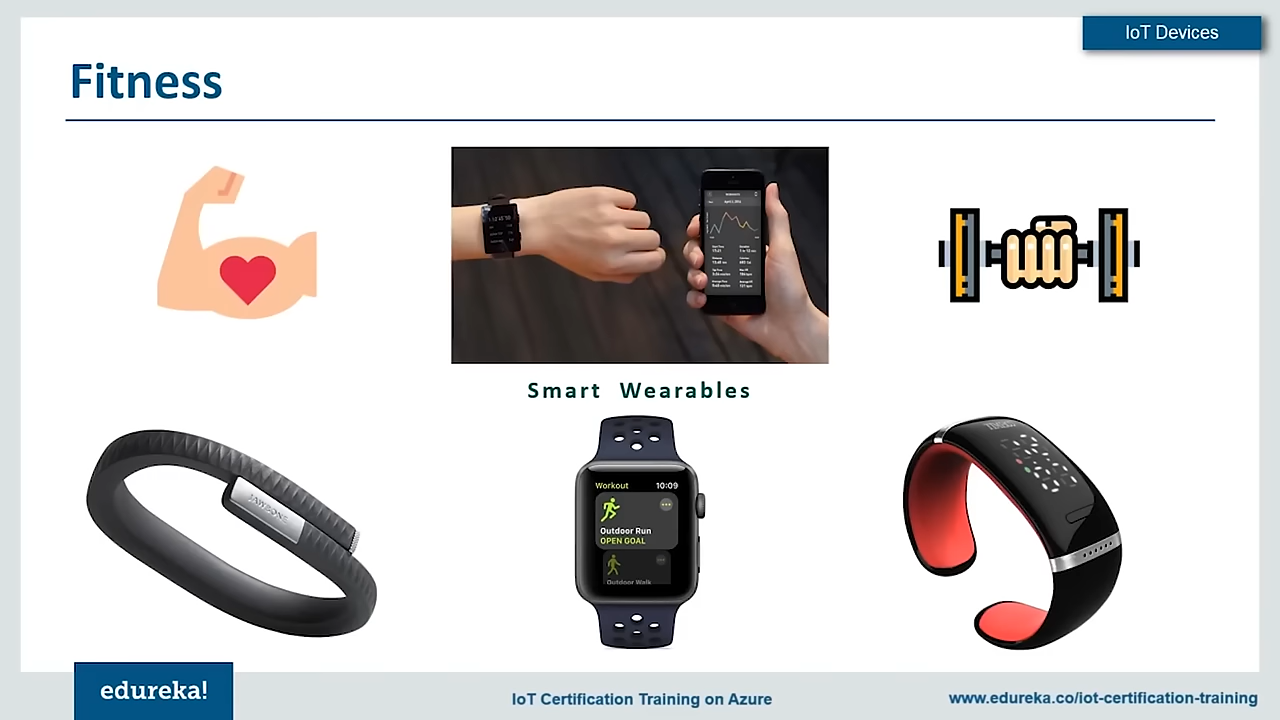 IoT Devices
Fitness
Smart Wearables
JAWBONE
Workout 10:09
Outdoor Run
OPEN GOAL
Outdoor Walk
edureka!
IoT Certification Training on Azure
www.edureka.co/iot-certification-training